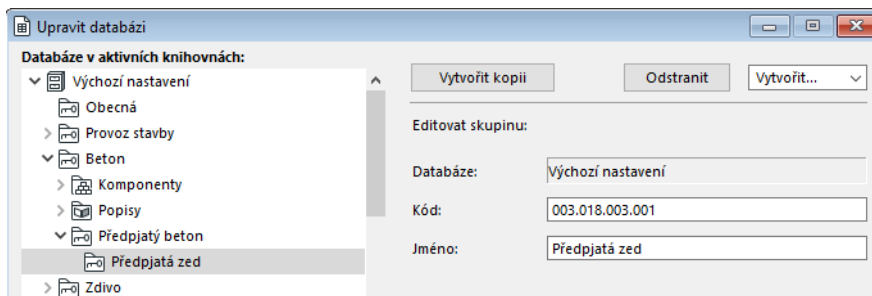 Upravit databázi
Databáze v aktivních knihovnách:
Výchozí nastavení
Obecná
Provoz stavby
Beton
Komponenty
Popisy
Předpjatý beton
Předpjatá zed
Zdivo
Vytvořit kopii
Odstranit
Vytvořit...
Editovat skupinu:
Databáze: Výchozí nastavení
Kód: 003.018.003.001
Jméno: Předpjatá zed